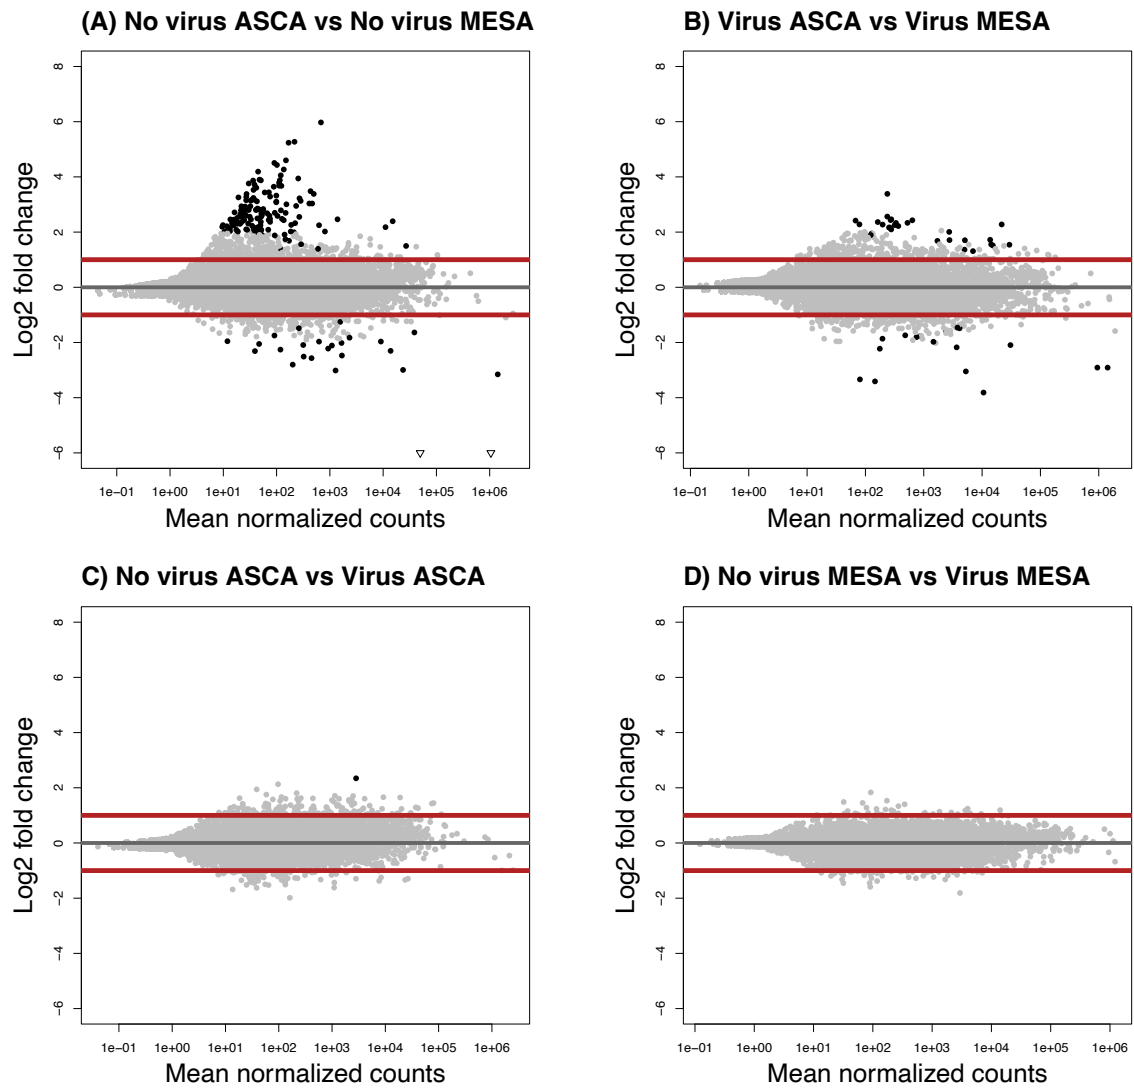 (A) No virus ASCA vs No virus MESA
8
6
4
2
0
−2
−4
−6
Log2 fold change
1e−01 1e+00 1e+01 1e+02 1e+03 1e+04 1e+05 1e+06
Mean normalized counts
B) Virus ASCA vs Virus MESA
8
6
4
2
0
−2
−4
−6
Log2 fold change
1e−01 1e+00 1e+01 1e+02 1e+03 1e+04 1e+05 1e+06
Mean normalized counts
C) No virus ASCA vs Virus ASCA
8
6
4
2
0
−2
−4
−6
Log2 fold change
1e−01 1e+00 1e+01 1e+02 1e+03 1e+04 1e+05 1e+06
Mean normalized counts
D) No virus MESA vs Virus MESA
8
6
4
2
0
−2
−4
−6
Log2 fold change
1e−01 1e+00 1e+01 1e+02 1e+03 1e+04 1e+05 1e+06
Mean normalized counts